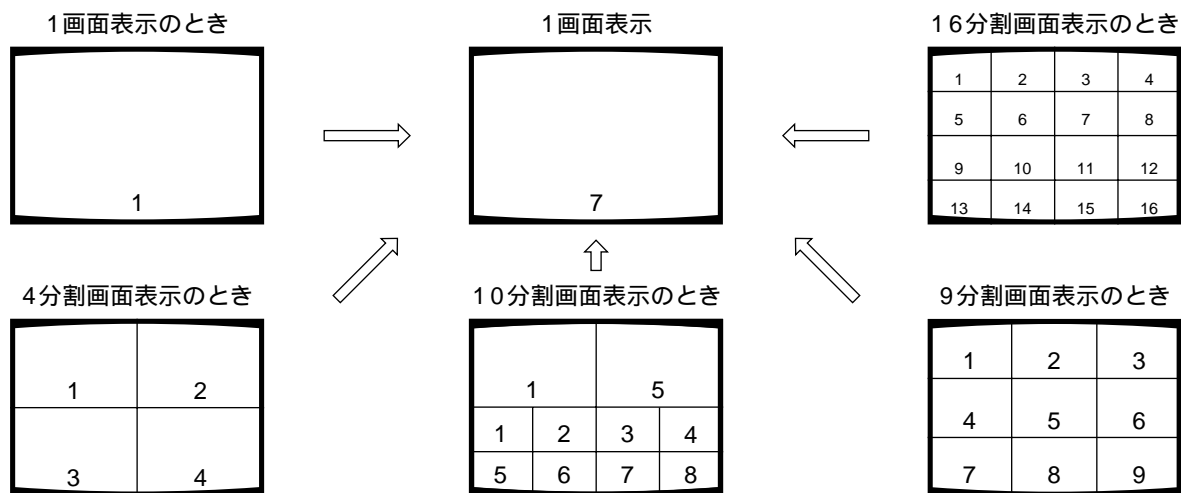 1画面表示のとき
1
1画面表示
7
16分割画面表示のとき
1 2 3 4
5 6 7 8
9 10 11 12
13 14 15 16
4分割画面表示のとき
1 2
3 4
10分割画面表示のとき
1 5
1 2 3 4
5 6 7 8
9分割画面表示のとき
1 2 3
4 5 6
7 8 9